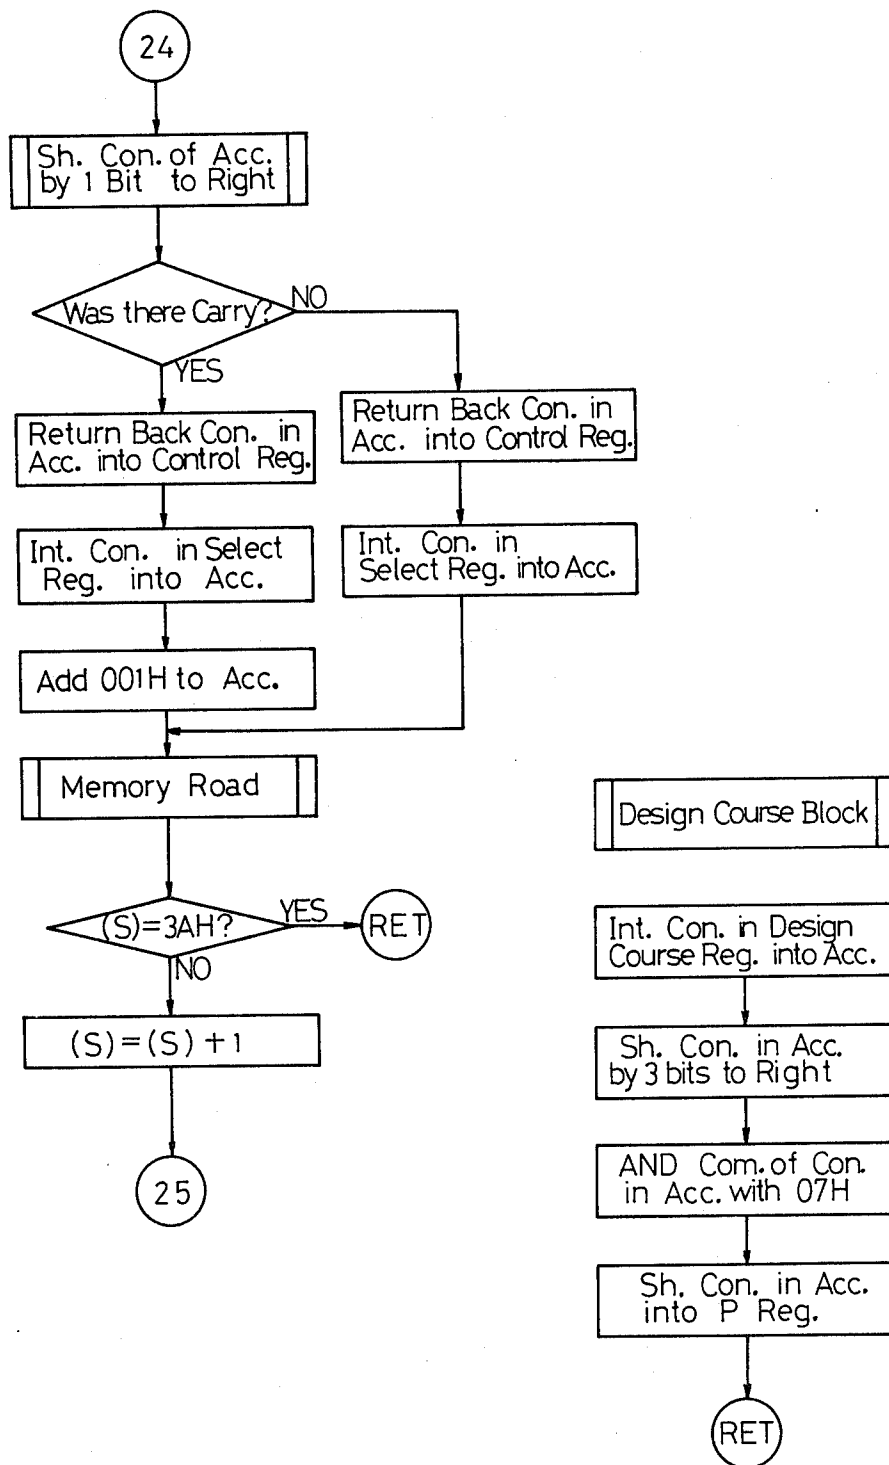 24
Sh. Con. of Acc.
by 1 Bit to Right
Was there Carry?
NO
YES
Return Back Con. in
Acc. into Control Reg.
Return Back Con. in
Acc. into Control Reg.
Int. Con. in Select
Reg. into Acc.
Int. Con. in
Select Reg. into Acc.
Add 001H to Acc.
Memory Road
(S)=3AH?
YES
RET
NO
(S)=(S)+1
25
Design Course Block
Int. Con. in Design
Course Reg. into Acc.
Sh. Con. in Acc.
by 3 bits to Right
AND Com. of Con.
in Acc. with 07H
Sh. Con. in Acc.
into P Reg.
RET